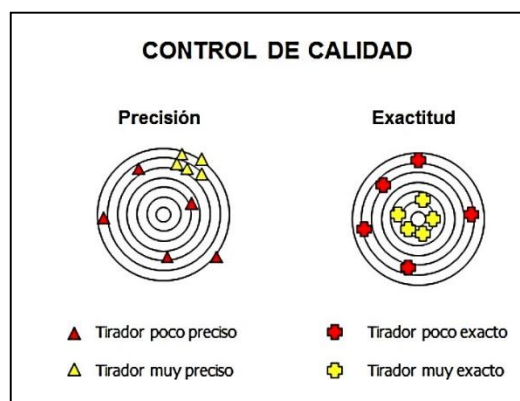 CONTROL DE CALIDAD
Precisión
Exactitud
Tirador poco preciso
Tirador muy preciso
Tirador poco exacto
Tirador muy exacto